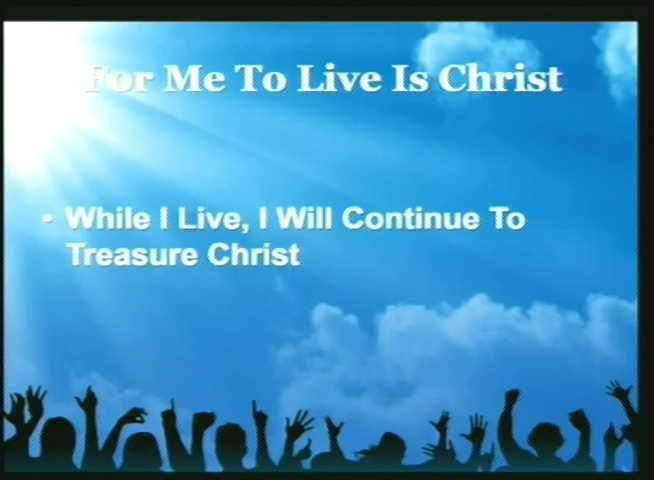 For Me To Live Is Christ
• While I Live, I Will Continue To
Treasure Christ